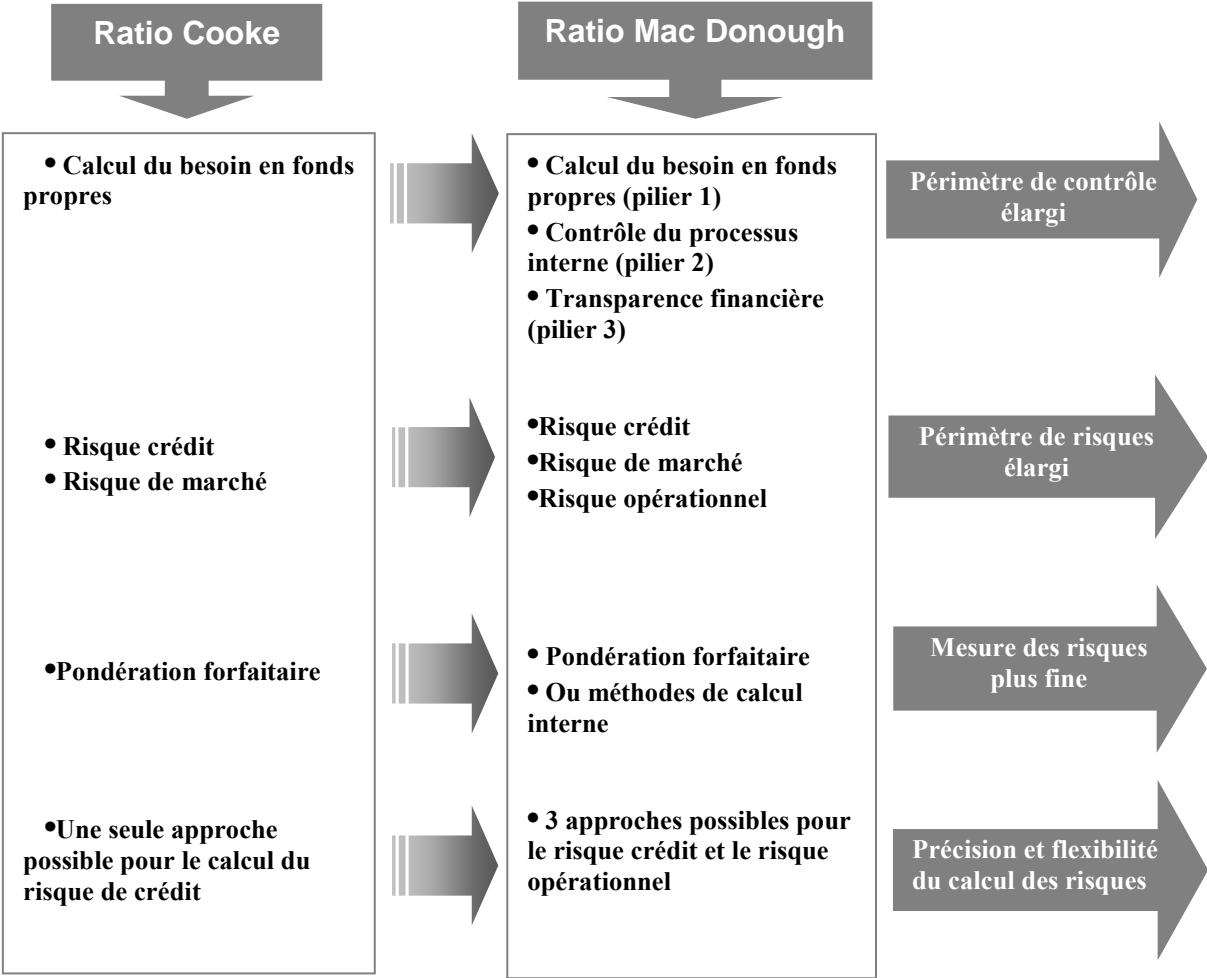 Ratio Cooke
Ratio Mac Donough
• Calcul du besoin en fonds
propres
• Calcul du besoin en fonds
propres (pilier 1)
• Contrôle du processus
interne (pilier 2)
• Transparence financière
(pilier 3)
Périmètre de contrôle
élargi
• Risque crédit
• Risque de marché
•Risque crédit
•Risque de marché
•Risque opérationnel
Périmètre de risques
élargi
•Pondération forfaitaire
• Pondération forfaitaire
• Ou méthodes de calcul
interne
Mesure des risques
plus fine
•Une seule approche
possible pour le calcul du
risque de crédit
• 3 approches possibles pour
le risque crédit et le risque
opérationnel
Précision et flexibilité
du calcul des risques